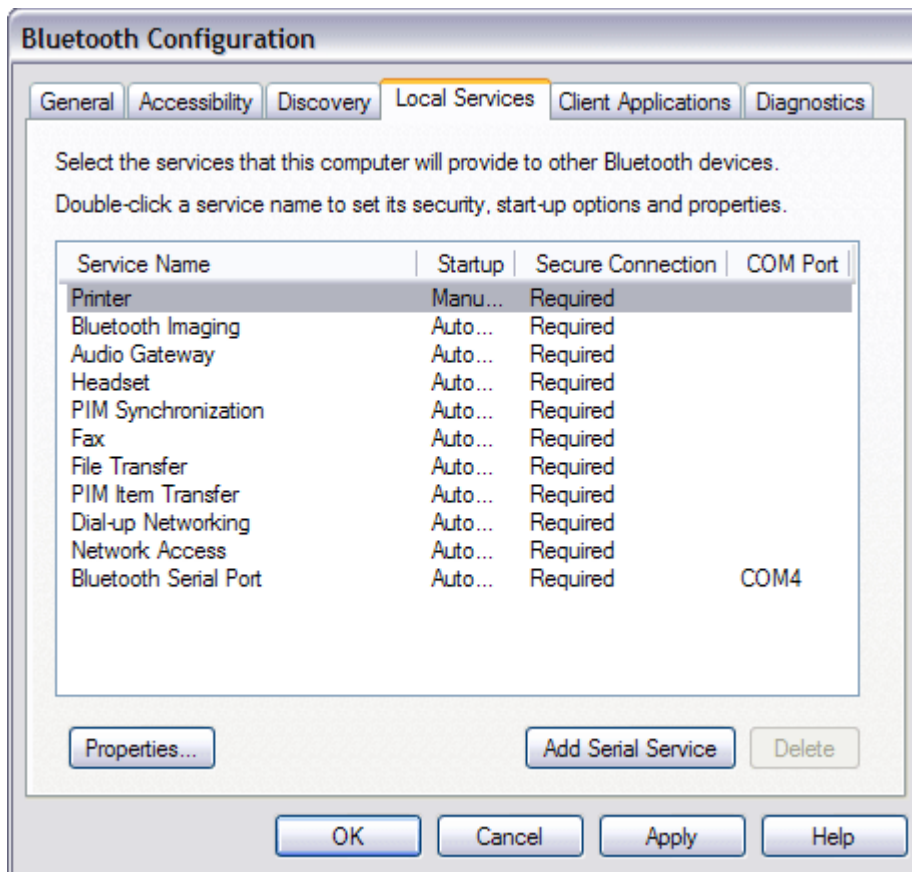 Bluetooth Configuration
General Accessibility Discovery Local Services Client Applications Diagnostics
Select the services that this computer will provide to other Bluetooth devices.
Double-click a service name to set its security, start-up options and properties.
Service Name Startup Secure Connection COM Port
Printer Manu... Required
Bluetooth Imaging Auto... Required
Audio Gateway Auto... Required
Headset Auto... Required
PIM Synchronization Auto... Required
Fax Auto... Required
File Transfer Auto... Required
PIM Item Transfer Auto... Required
Dial-up Networking Auto... Required
Network Access Auto... Required
Bluetooth Serial Port Auto... Required COM4
Properties... Add Serial Service Delete
OK Cancel Apply Help